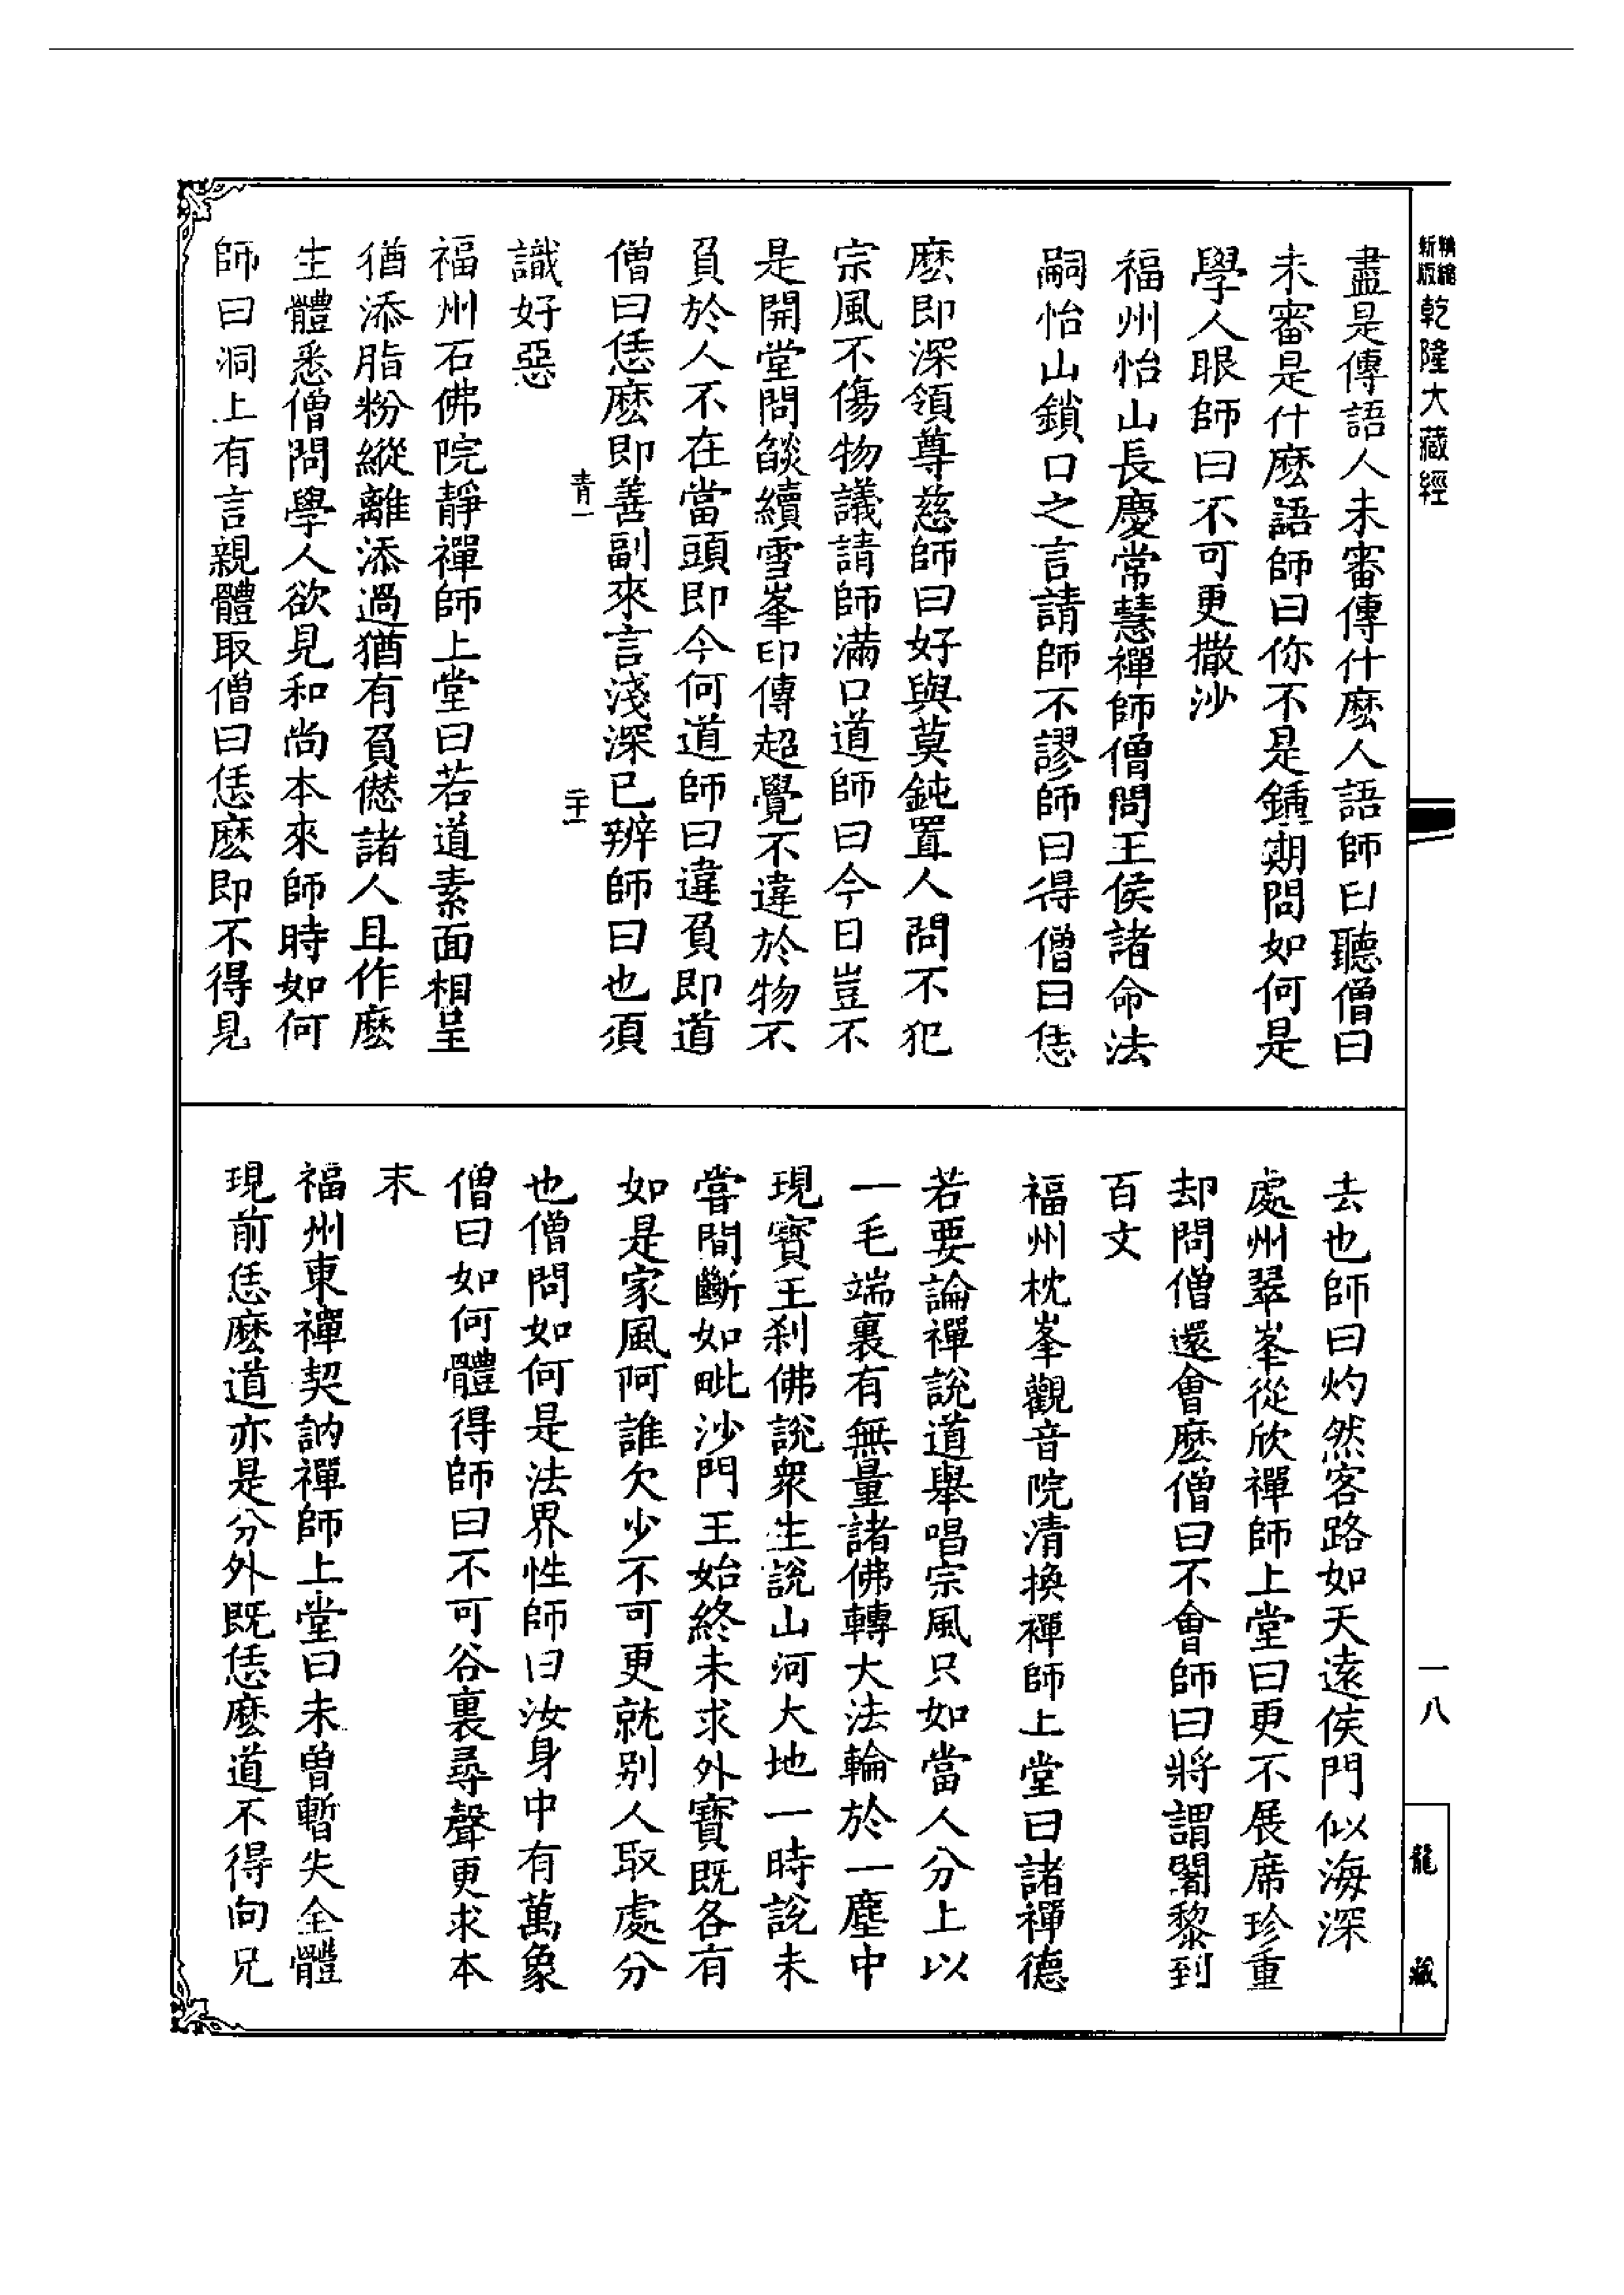 精縮新版乾隆大藏經
盡是傳語人未審傳什麽人語師曰聽僧曰
未審是什麽語師曰你不是鍾期問如何是
學人眼師曰不可更撒沙
福州怡山長慶常慧禪師僧問王侯諸命法
嗣怡山鎖口之言請師不謬師曰得僧曰恁
麽即深領尊慈師曰好與莫鈍置人問不犯
宗風不傷物議請師滿口道師曰今日豈不
是開堂問燄續雪峯印傳超覺不違於物不
負於人不在當頭即今何道師曰違負即道
僧曰恁麽即善副來言淺深已辨師曰也須
青一 二十一
識好惡
福州石佛院靜禪師上堂曰若道素面相呈
猶添脂粉縱離添過猶有負㒃諸人且作麽
生體悉僧問學人欲見和尚本來師時如何
師曰洞上有言親體取僧曰恁麽即不得見
去也師曰灼然客路如天遠侯門似海深
處州翠峯從欣禪師上堂曰更不展席珍重
却問僧還會麽僧曰不會師曰將謂闍黎到
百丈
福州枕峯觀音院清換禪師上堂曰諸禪德
若要論禪說道舉唱宗風只如當人分上以
一毛端裏有無量諸佛轉大法輪於一塵中
現寶王刹佛說衆生說山河大地一時說未
嘗間斷如毗沙門王始終未求外寶既各有
如是家風阿誰欠少不可更就别人取處分
也僧問如何是法界性師曰汝身中有萬象
僧曰如何體得師曰不可谷裏尋聲更求本
末
福州東禪契訥禪師上堂曰未曾暫失全體
現前恁麽道亦是分外既恁麽道不得向兄
一八
龍藏